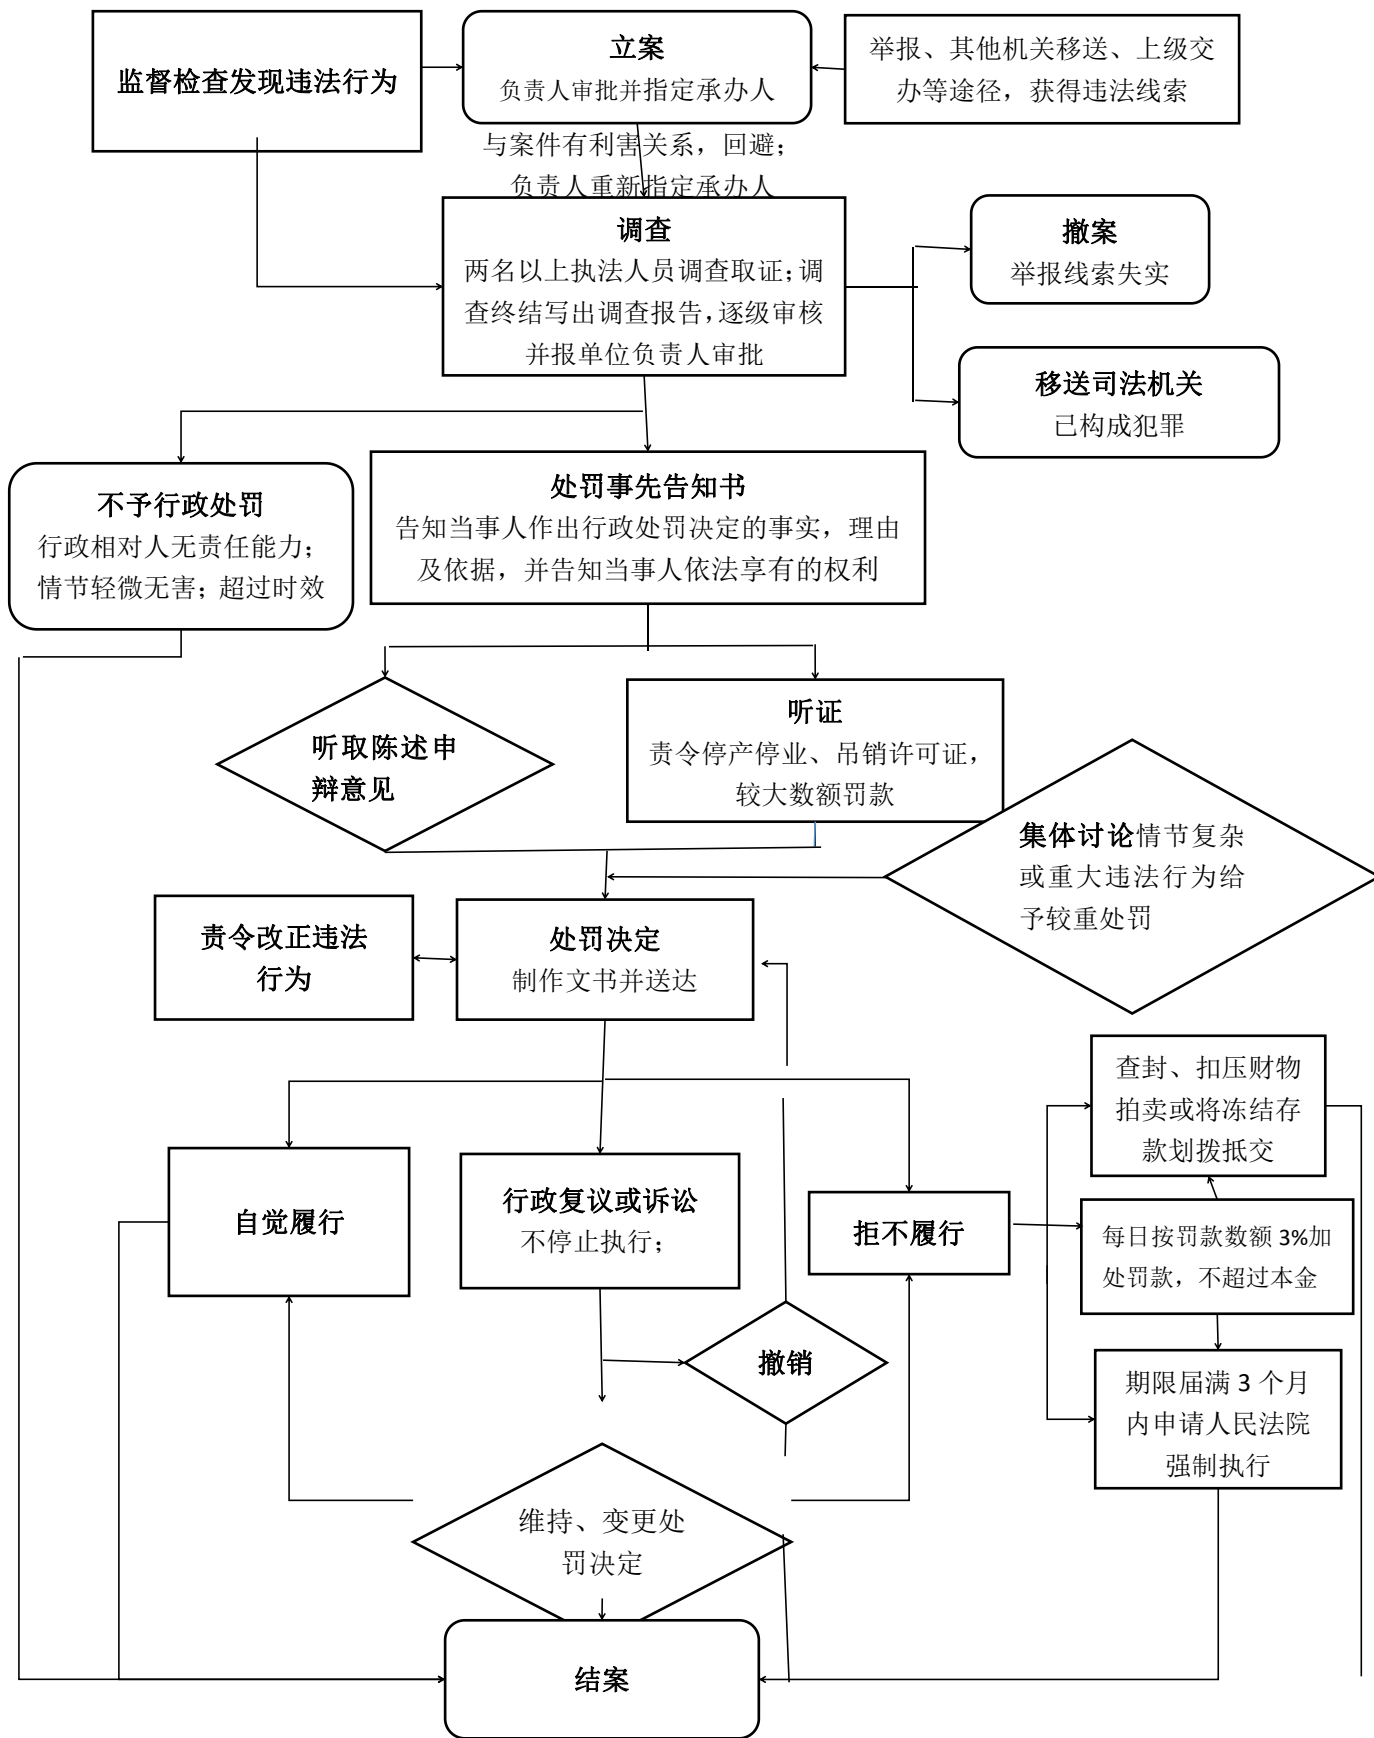 监督检查发现违法行为
立案
负责人审批并指定承办人
举报、其他机关移送、上级交
办等途径，获得违法线索
与案件有利害关系，回避；
负责人重新指定承办人
调查
两名以上执法人员调查取证；调
查终结写出调查报告，逐级审核
并报单位负责人审批
撤案
举报线索失实
移送司法机关
已构成犯罪
不予行政处罚
行政相对人无责任能力；
情节轻微无害；超过时效
处罚事先告知书
告知当事人作出行政处罚决定的事实，理由
及依据，并告知当事人依法享有的权利
听取陈述申
辩意见
听证
责令停产停业、吊销许可证，
较大数额罚款
集体讨论情节复杂
或重大违法行为给
予较重处罚
责令改正违法
行为
处罚决定
制作文书并送达
查封、扣压财物
拍卖或将冻结存
款划拨抵交
自觉履行
行政复议或诉讼
不停止执行；
拒不履行
每日按罚款数额 3%加
处罚款，不超过本金
撤销
期限届满 3 个月
内申请人民法院
强制执行
维持、变更处
罚决定
结案